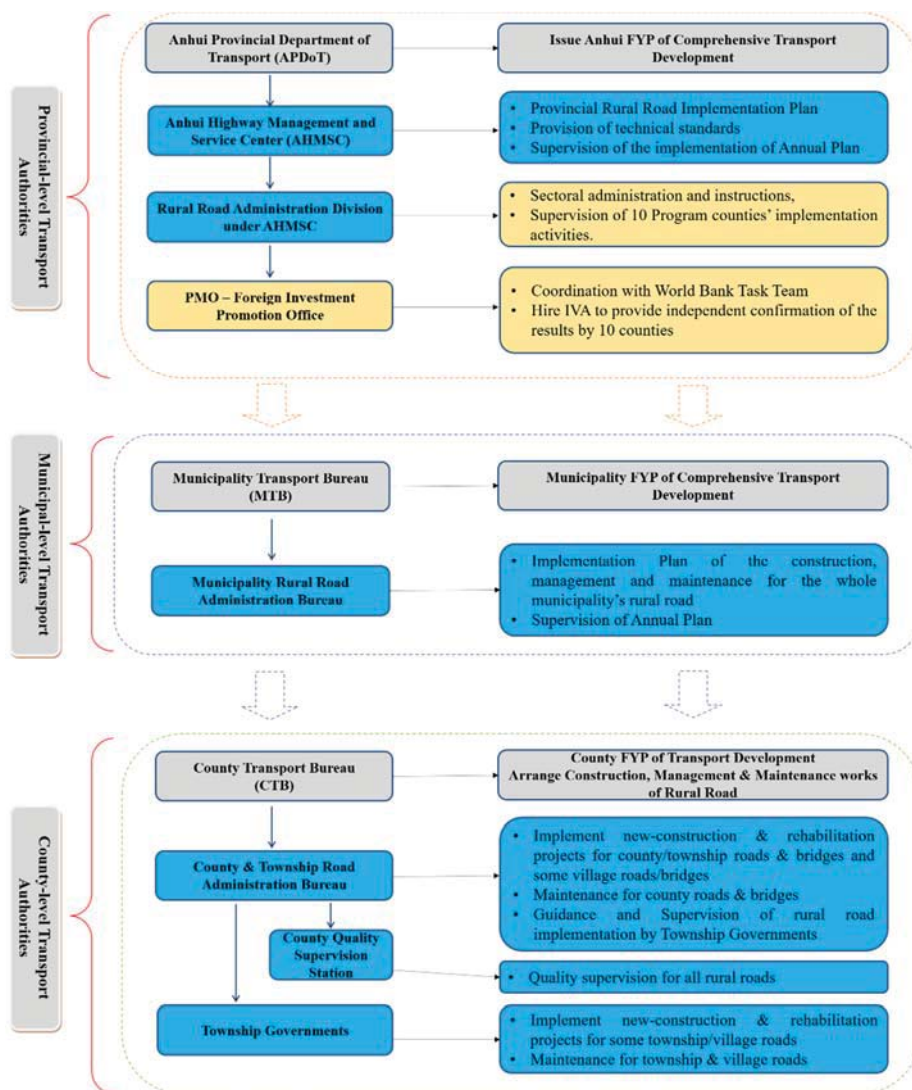 Provincial-level Transport
Authorities
Anhui Provincial Department of
Transport (APDoT)
Issue Anhui FYP of Comprehensive Transport
Development
Anhui Highway Management and
Service Center (AHMSC)
• Provincial Rural Road Implementation Plan
• Provision of technical standards
• Supervision of the implementation of Annual Plan
Rural Road Administration Division
under AHMSC
• Sectoral administration and instructions,
• Supervision of 10 Program counties' implementation
activities.
PMO – Foreign Investment
Promotion Office
• Coordination with World Bank Task Team
• Hire IVA to provide independent confirmation of the
results by 10 counties
Municipal-level Transport
Authorities
Municipality Transport Bureau
(MTB)
Municipality FYP of Comprehensive Transport
Development
Municipality Rural Road
Administration Bureau
• Implementation Plan of the construction,
management and maintenance for the whole
municipality's rural road
• Supervision of Annual Plan
County-level Transport
Authorities
County Transport Bureau
(CTB)
County FYP of Transport Development
Arrange Construction, Management & Maintenance works
of Rural Road
County & Township Road
Administration Bureau
• Implement new-construction & rehabilitation
projects for county/township roads & bridges and
some village roads/bridges
• Maintenance for county roads & bridges
• Guidance and Supervision of rural road
implementation by Township Governments
County Quality
Supervision
Station
• Quality supervision for all rural roads
Township Governments
• Implement new-construction & rehabilitation
projects for some township/village roads
• Maintenance for township & village roads